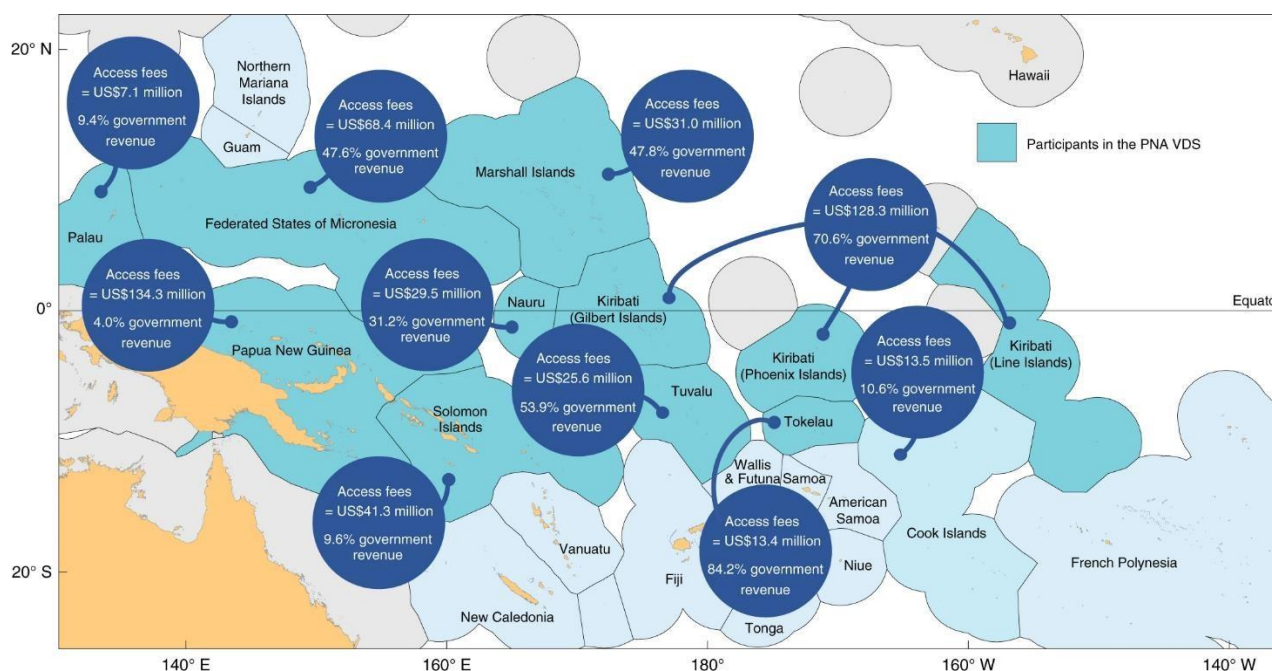 20° N
Access fees
= US$7.1 million
9.4% government
revenue
Northern
Mariana
Islands
Guam
Access fees
= US$68.4 million
47.6% government
revenue
Access fees
= US$31.0 million
47.8% government
revenue
Hawaii
Participants in the PNA VDS
Marshall Islands
Federated States of Micronesia
Palau
Access fees
= US$128.3 million
70.6% government
revenue
0°
Access fees
= US$134.3 million
4.0% government
revenue
Access fees
= US$29.5 million
31.2% government
revenue
Nauru
Kiribati
(Gilbert Islands)
Equato
Papua New Guinea
Access fees
= US$25.6 million
53.9% government
revenue
Kiribati
(Phoenix Islands)
Access fees
= US$13.5 million
10.6% government
revenue
Kiribati
(Line Islands)
Solomon
Islands
Tuvalu
Tokelau
Access fees
= US$41.3 million
9.6% government
revenue
Wallis
& Futuna
Samoa
American
Samoa
Access fees
= US$13.4 million
84.2% government
revenue
Vanuatu
Fiji
Niue
Cook Islands
French Polynesia
20° S
New Caledonia
Tonga
140° E
160° E
180°
160° W
140° W